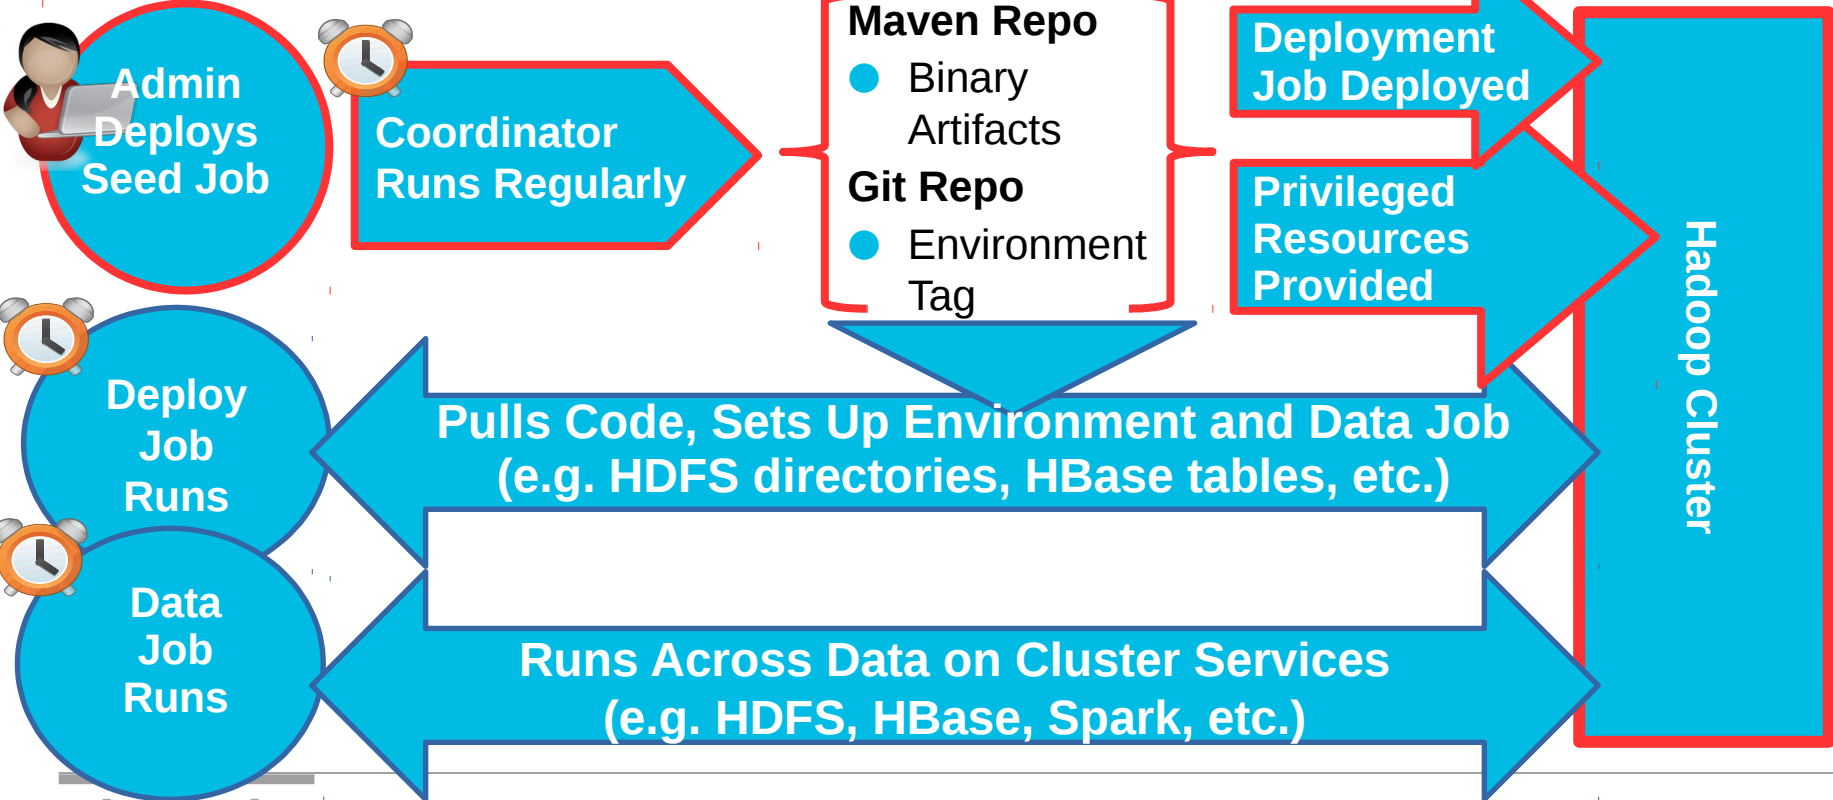 Admin
Deploys
Seed Job
Coordinator
Runs Regularly
Maven Repo
Binary
Artifacts
Git Repo
Environment
Tag
Deployment
Job Deployed
Privileged
Resources
Provided
Hadoop Cluster
Deploy
Job
Runs
Pulls Code, Sets Up Environment and Data Job
(e.g. HDFS directories, HBase tables, etc.)
Data
Job
Runs
Runs Across Data on Cluster Services
(e.g. HDFS, HBase, Spark, etc.)